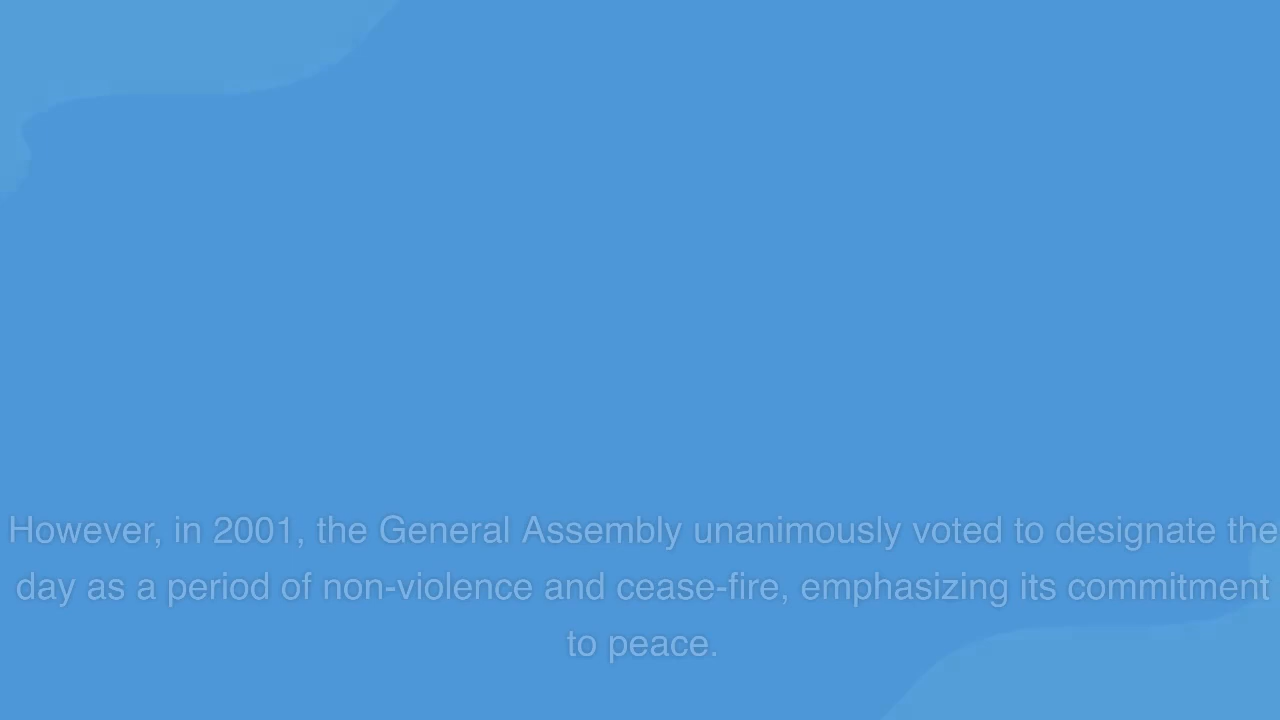 However, in 2001, the General Assembly unanimously voted to designate the
day as a period of non-violence and cease-fire, emphasizing its commitment
to peace.